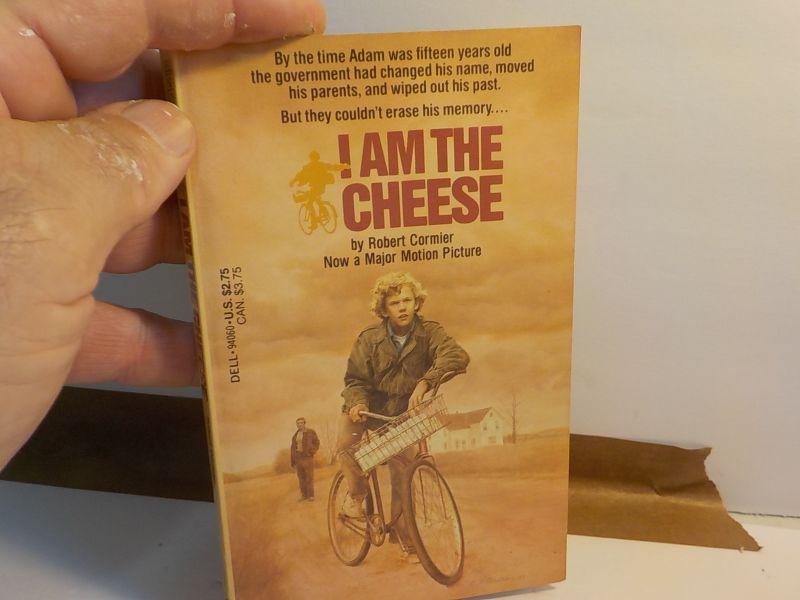 By the time Adam was fifteen years old
the government had changed his name, moved
his parents, and wiped out his past.
But they couldn't erase his memory....
I AM THE
CHEESE
by Robert Cormier
Now a Major Motion Picture
DELL • 94060 • U.S. $2.75
CAN. $3.75